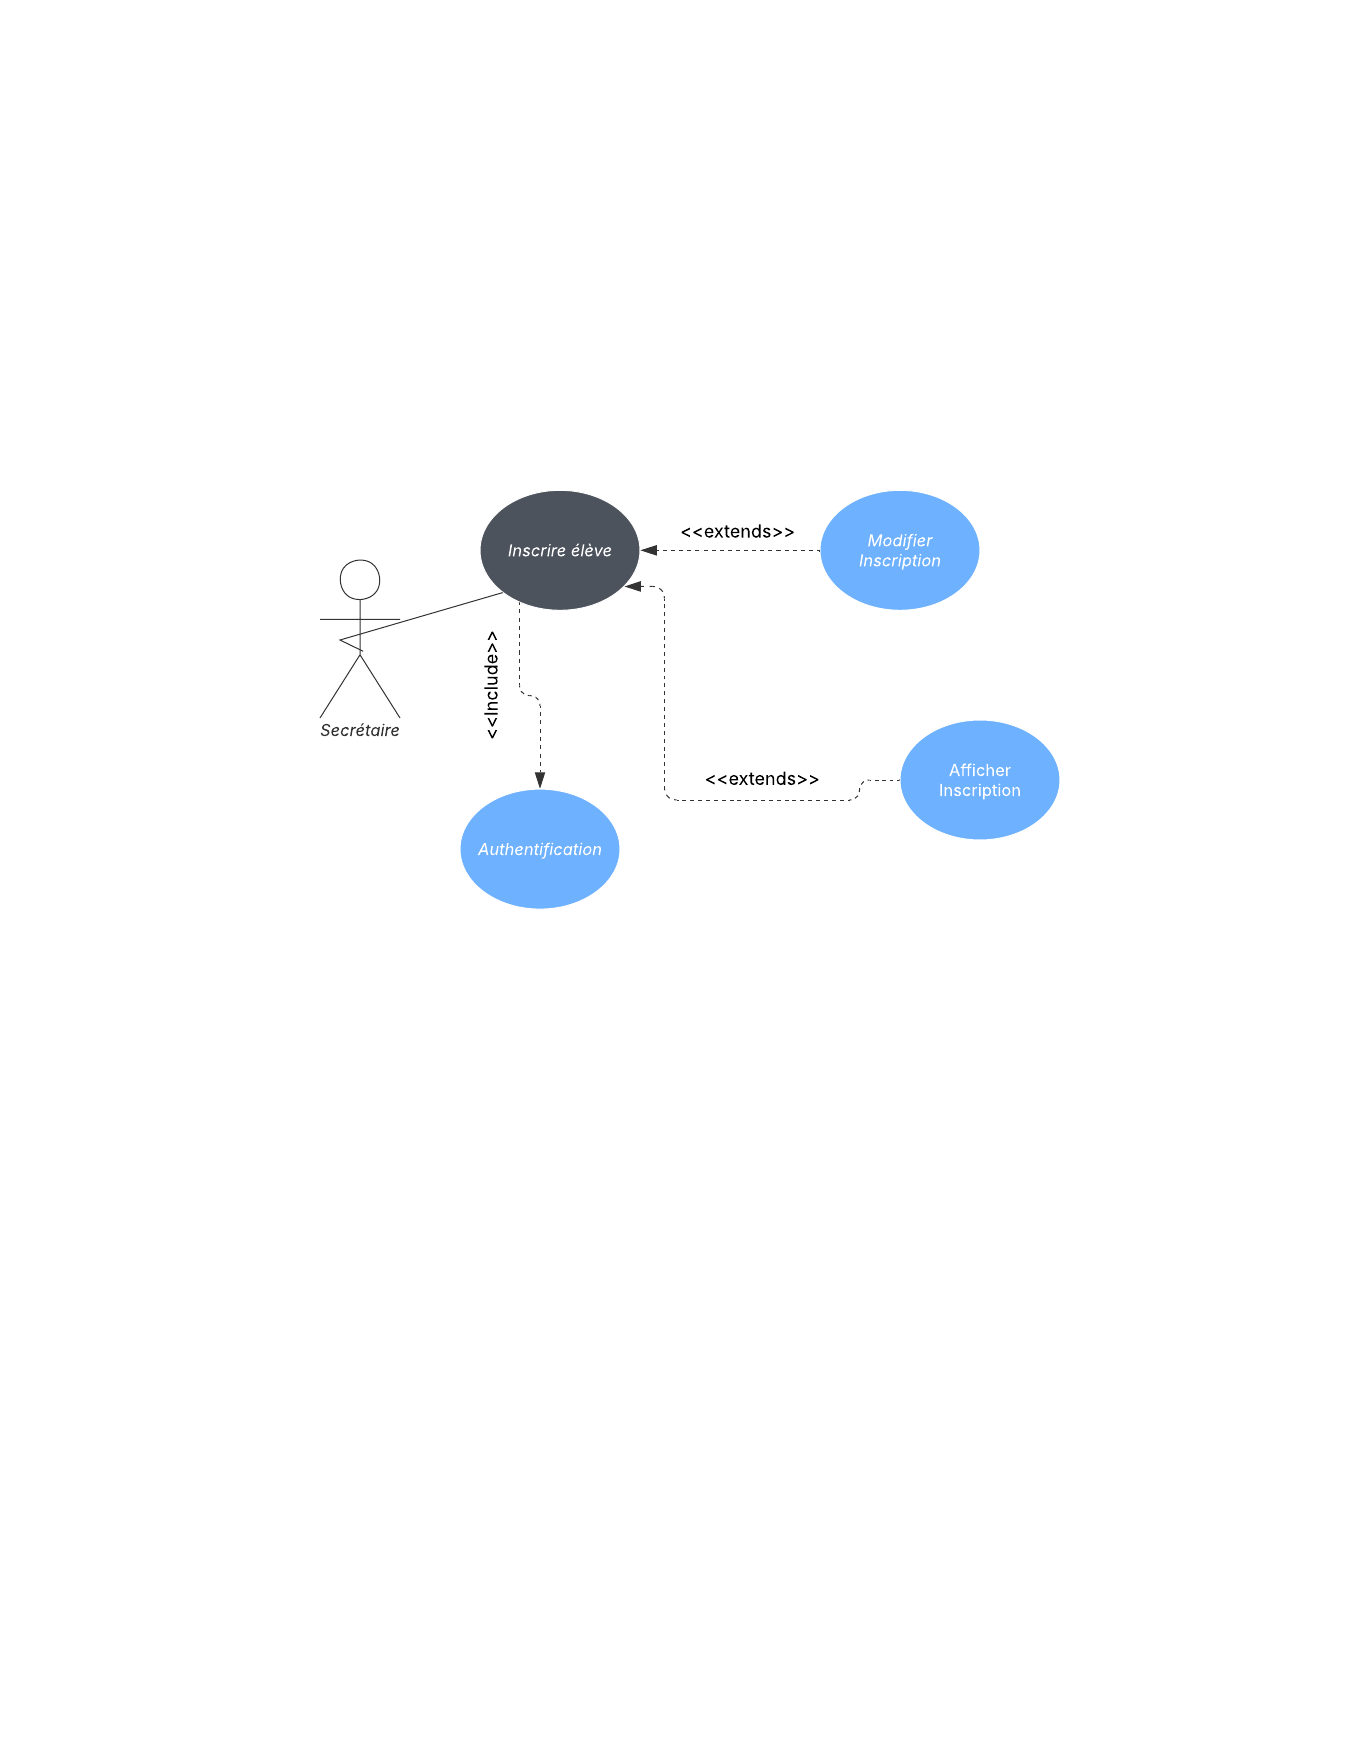 <<extends>>
Modifier
Inscription
Inscrire élève
<<Include>>
Secrétaire
<<extends>>
Afficher
Inscription
Authentification